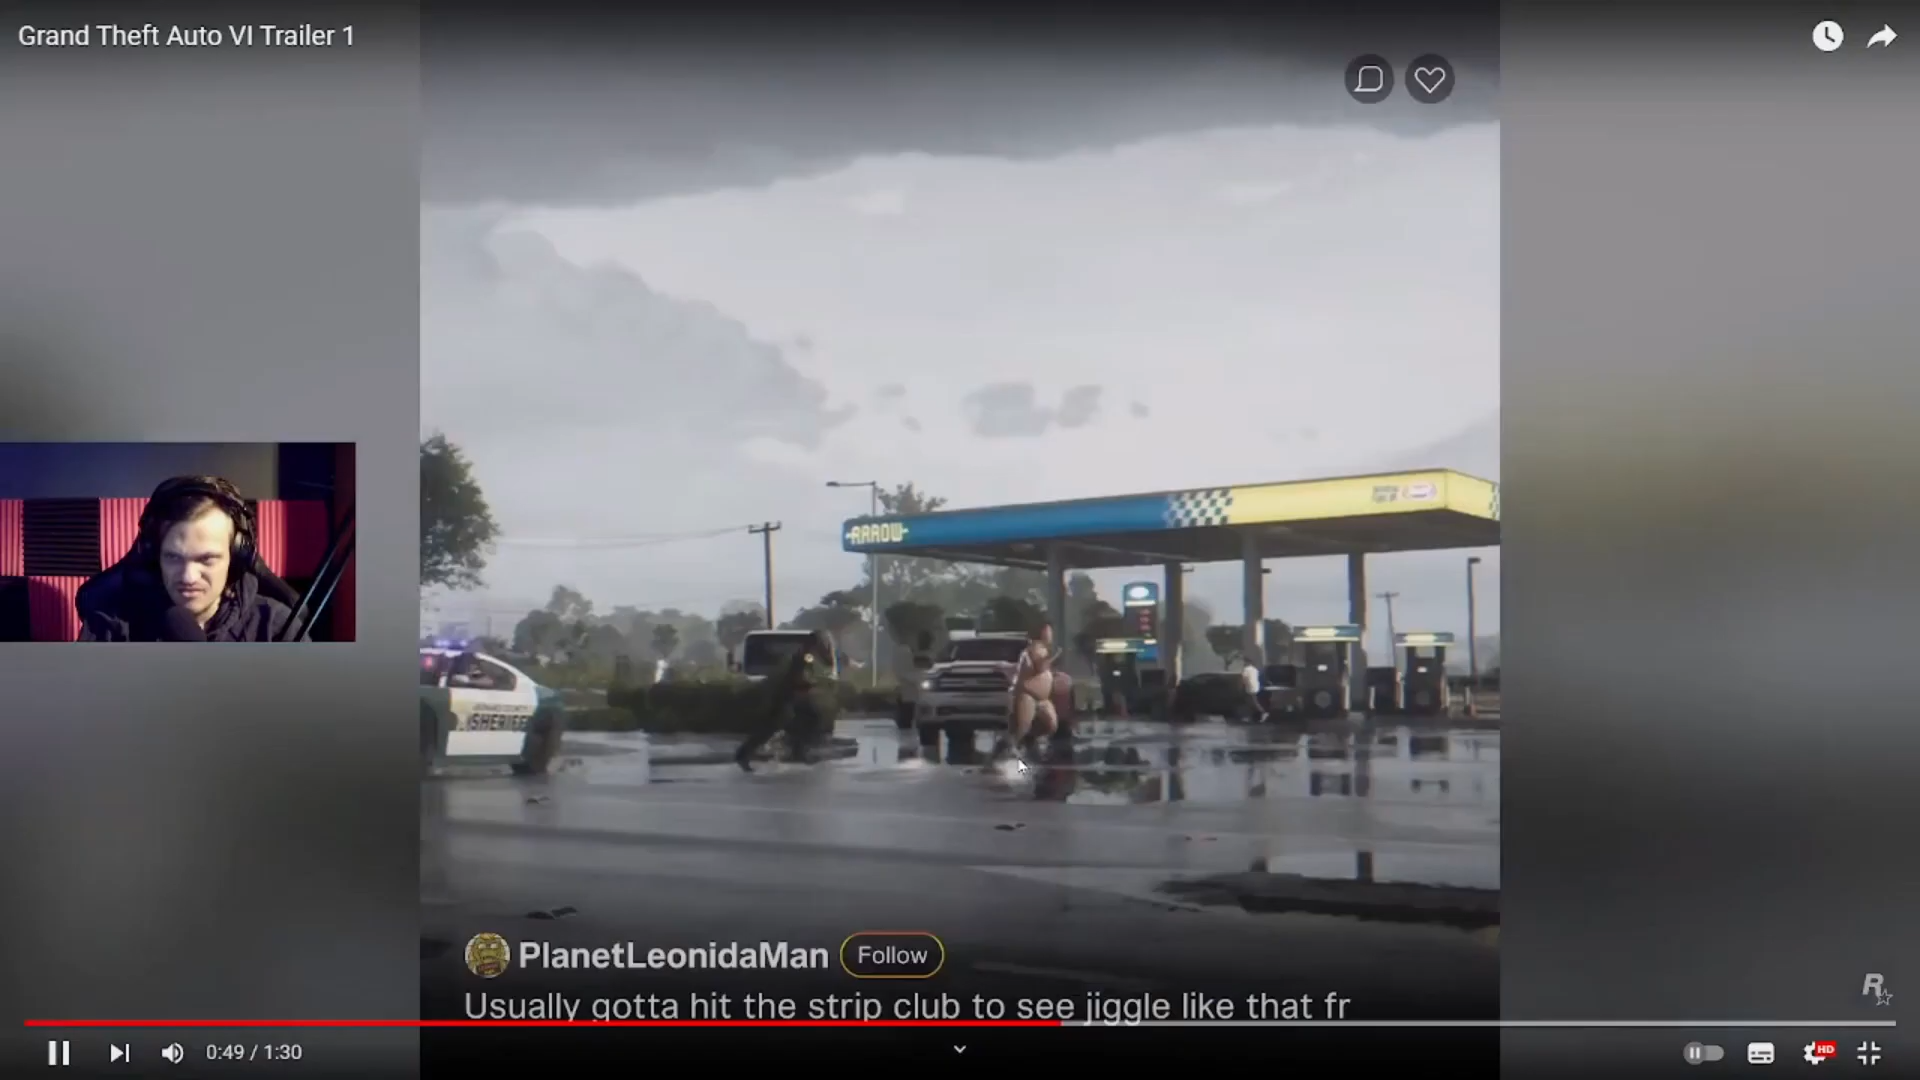 Grand Theft Auto VI Trailer 1
ARROW
SHERIFF
PlanetLeonidaMan
Follow
Usually gotta hit the strip club to see jiggle like that fr
0:49 / 1:30
HD
R